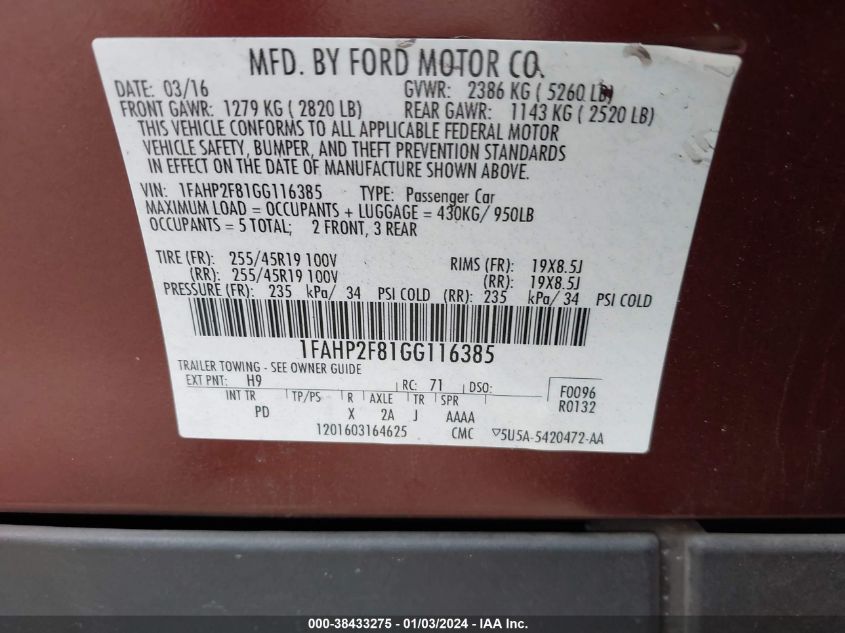 MFD. BY FORD MOTOR CO.
DATE: 03/16 GVWR: 2386 KG ( 5260 LB)
FRONT GAWR: 1279 KG ( 2820 LB) REAR GAWR: 1143 KG ( 2520 LB)
THIS VEHICLE CONFORMS TO ALL APPLICABLE FEDERAL MOTOR
VEHICLE SAFETY, BUMPER, AND THEFT PREVENTION STANDARDS
IN EFFECT ON THE DATE OF MANUFACTURE SHOWN ABOVE.
VIN: 1FAHP2F81GG116385 TYPE: Passenger Car
MAXIMUM LOAD = OCCUPANTS + LUGGAGE = 430KG/ 950LB
OCCUPANTS = 5 TOTAL; 2 FRONT, 3 REAR
TIRE (FR): 255/45R19 100V RIMS (FR): 19X8.5J
(RR): 255/45R19 100V (RR): 19X8.5J
PRESSURE (FR): 235 kPa/ 34 PSI COLD (RR): 235 kPa/ 34 PSI COLD
1FAHP2F81GG116385
TRAILER TOWING - SEE OWNER GUIDE
EXT PNT: H9 RC: 71 DSO: F0096
INT TR TP/PS R AXLE TR SPR R0132
PD X 2A J AAAA
1201603164625 CMC ▽5U5A-5420472-AA
000-38433275 - 01/03/2024 - IAA Inc.